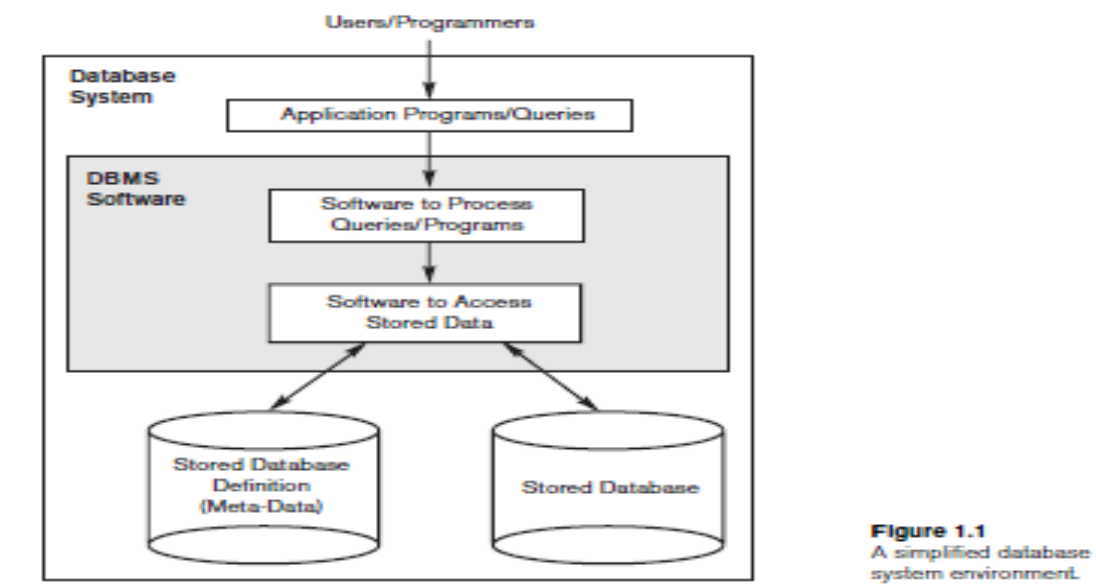 Users/Programmers
Database
System
Application Programs/Queries
DBMS
Software
Software to Process
Queries/Programs
Software to Access
Stored Data
Stored Database
Definition
(Meta-Data)
Stored Database
Figure 1.1
A simplified database
system environment.